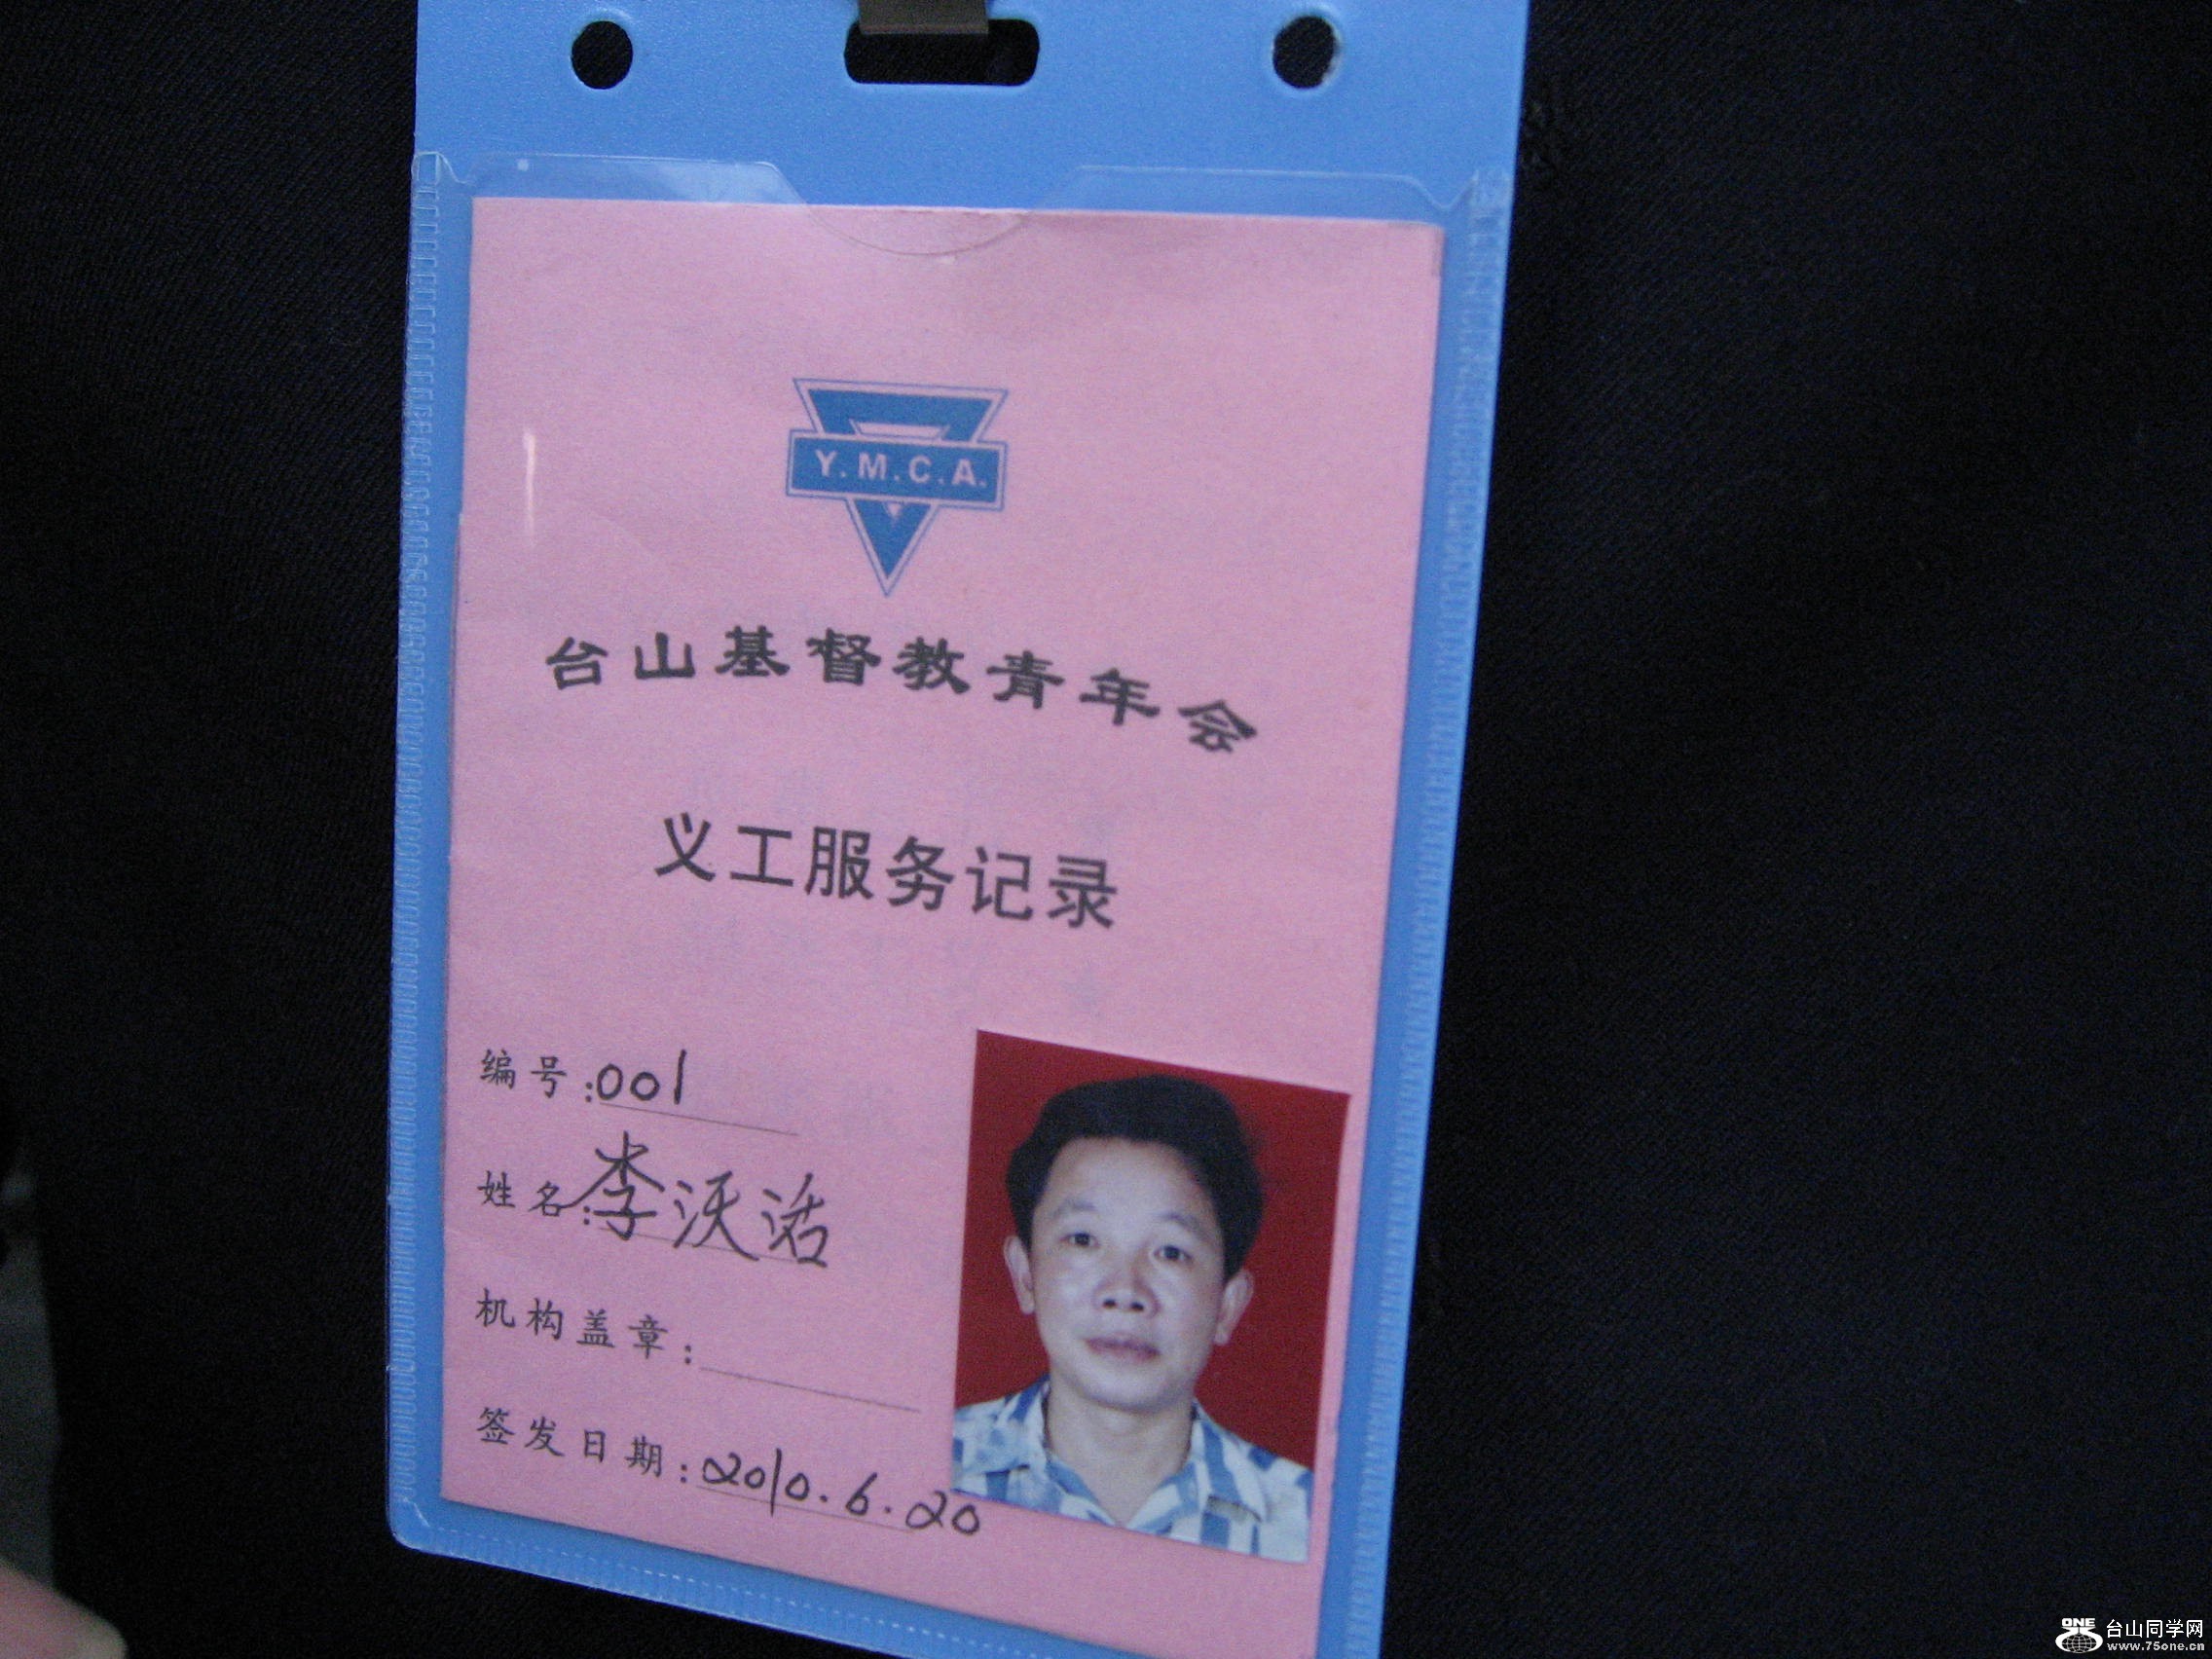 Y.M.C.A.
台山基督教青年会
义工服务记录
编号:001
姓名:李沃活
机构盖章:
签发日期:2010.6.20
ONE 台山同学网
www.75one.cn